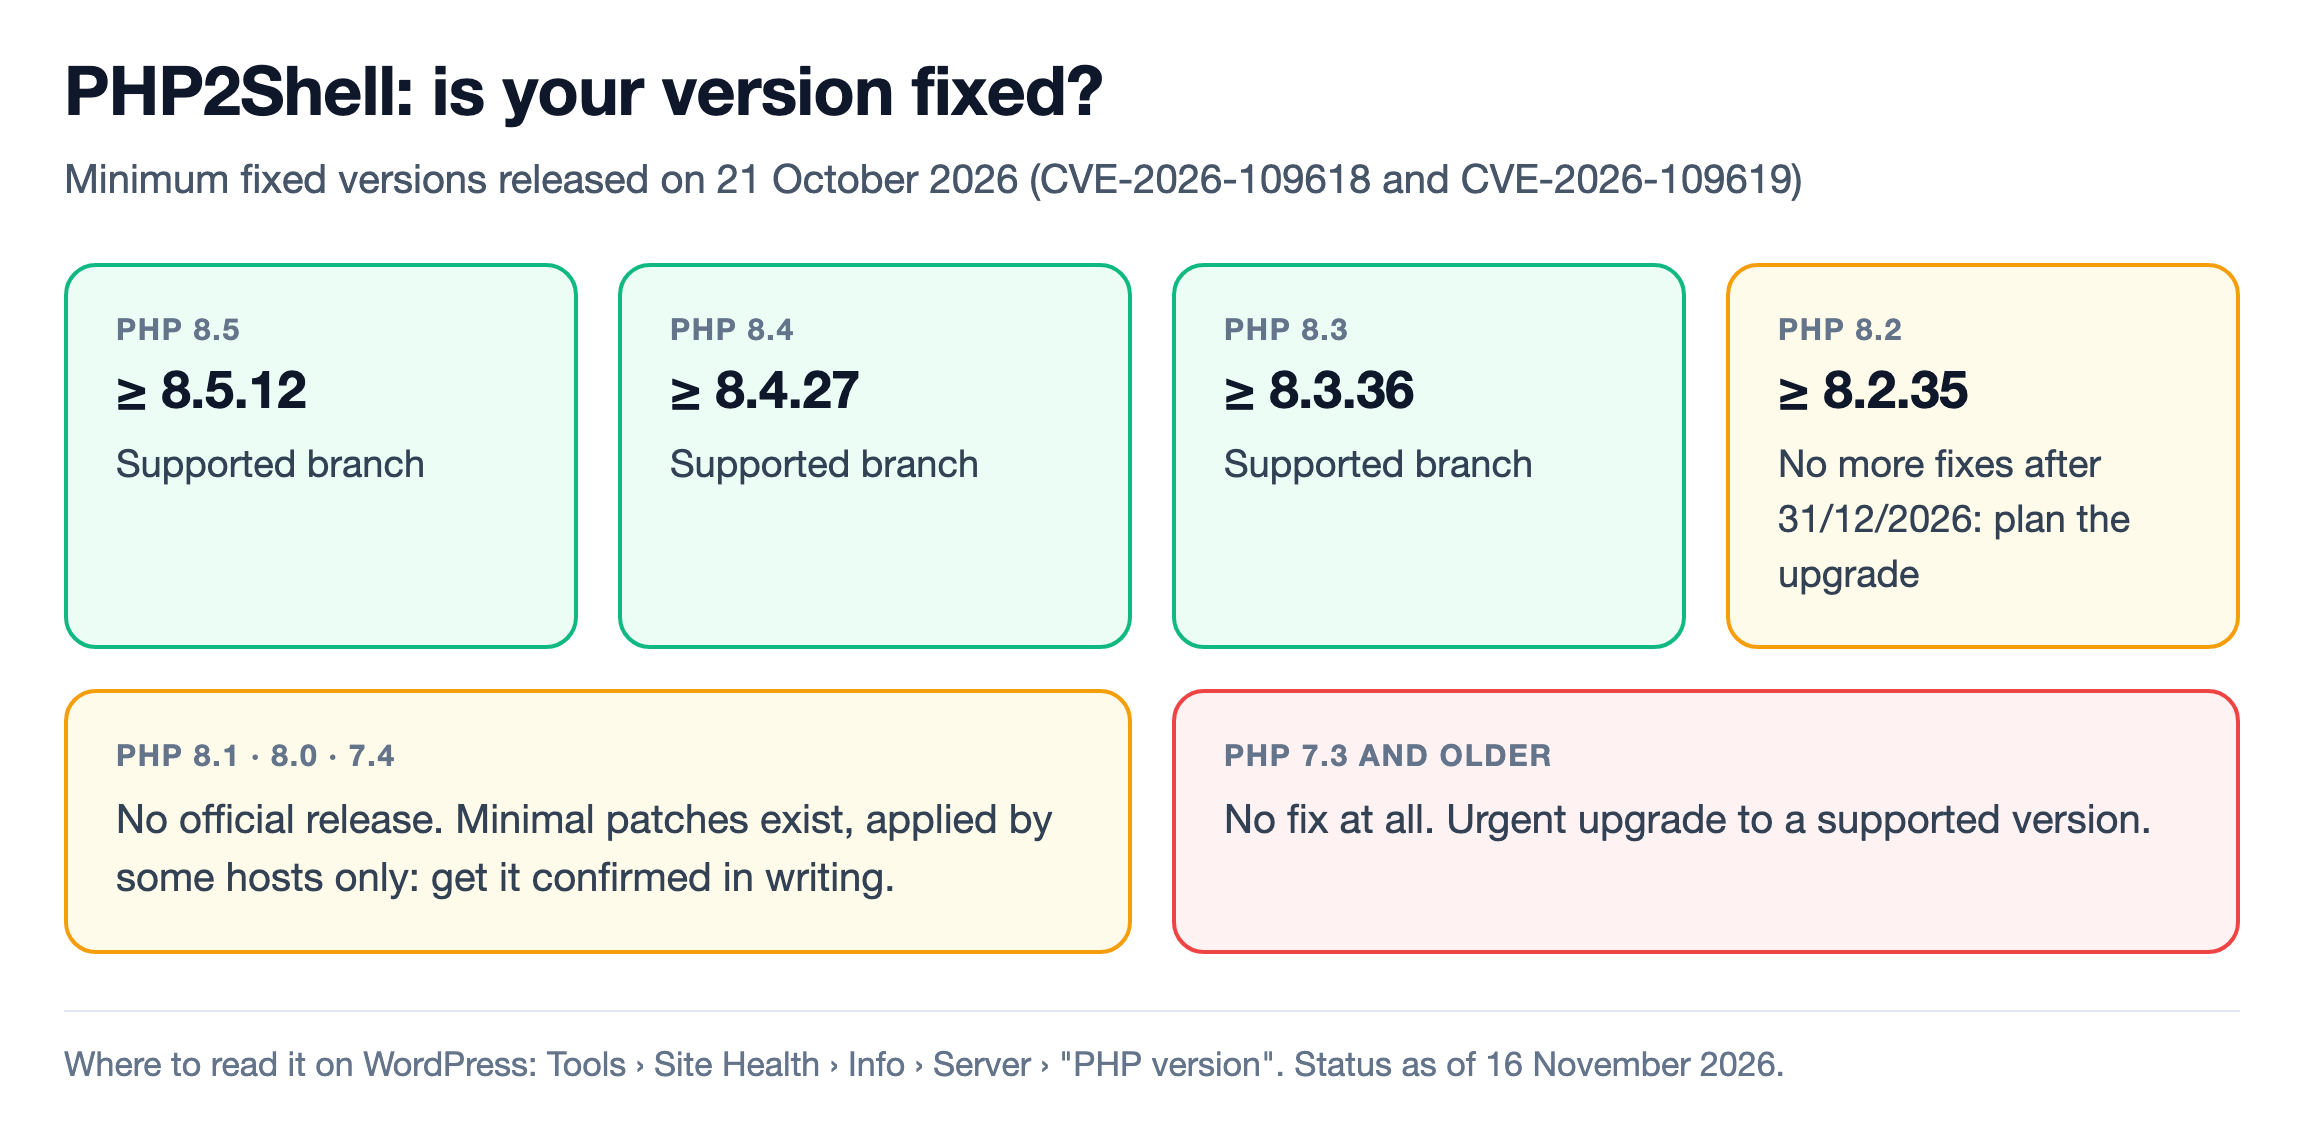 PHP2Shell: is your version fixed?
Minimum fixed versions released on 21 October 2026 (CVE-2026-109618 and CVE-2026-109619)
PHP 8.5
≥ 8.5.12
Supported branch
PHP 8.4
≥ 8.4.27
Supported branch
PHP 8.3
≥ 8.3.36
Supported branch
PHP 8.2
≥ 8.2.35
No more fixes after
31/12/2026: plan the
upgrade
PHP 8.1 · 8.0 · 7.4
No official release. Minimal patches exist, applied by
some hosts only: get it confirmed in writing.
PHP 7.3 AND OLDER
No fix at all. Urgent upgrade to a supported version.
Where to read it on WordPress: Tools › Site Health › Info › Server › "PHP version". Status as of 16 November 2026.